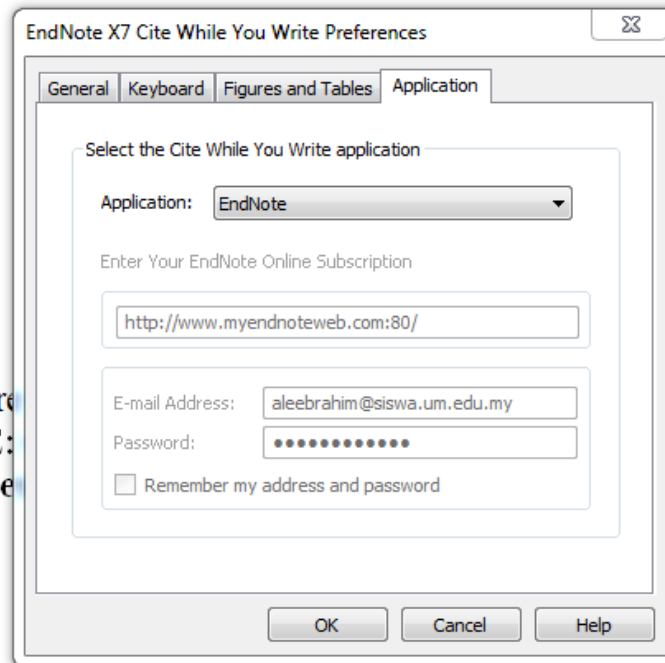 EndNote X7 Cite While You Write Preferences
General Keyboard Figures and Tables Application
Select the Cite While You Write application
Application: EndNote
Enter Your EndNote Online Subscription
http://www.myendnoteweb.com:80/
E-mail Address: aleebrahim@siswa.um.edu.my
Password: ●●●●●●●●●●●●
Remember my address and password
OK Cancel Help